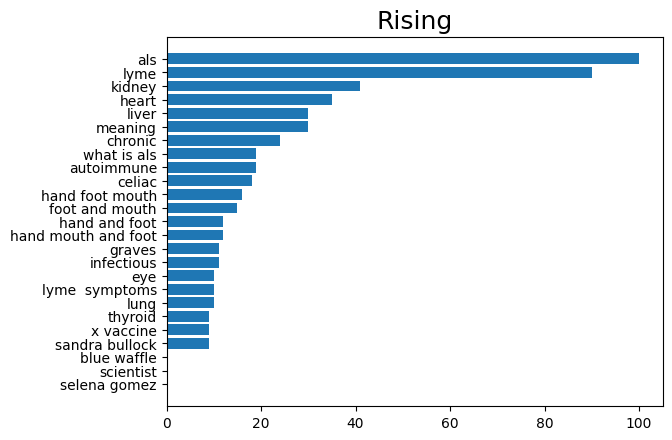 Rising
als
lyme
kidney
heart
liver
meaning
chronic
what is als
autoimmune
celiac
hand foot mouth
foot and mouth
hand and foot
hand mouth and foot
graves
infectious
eye
lyme  symptoms
lung
thyroid
x vaccine
sandra bullock
blue waffle
scientist
selena gomez
0 20 40 60 80 100